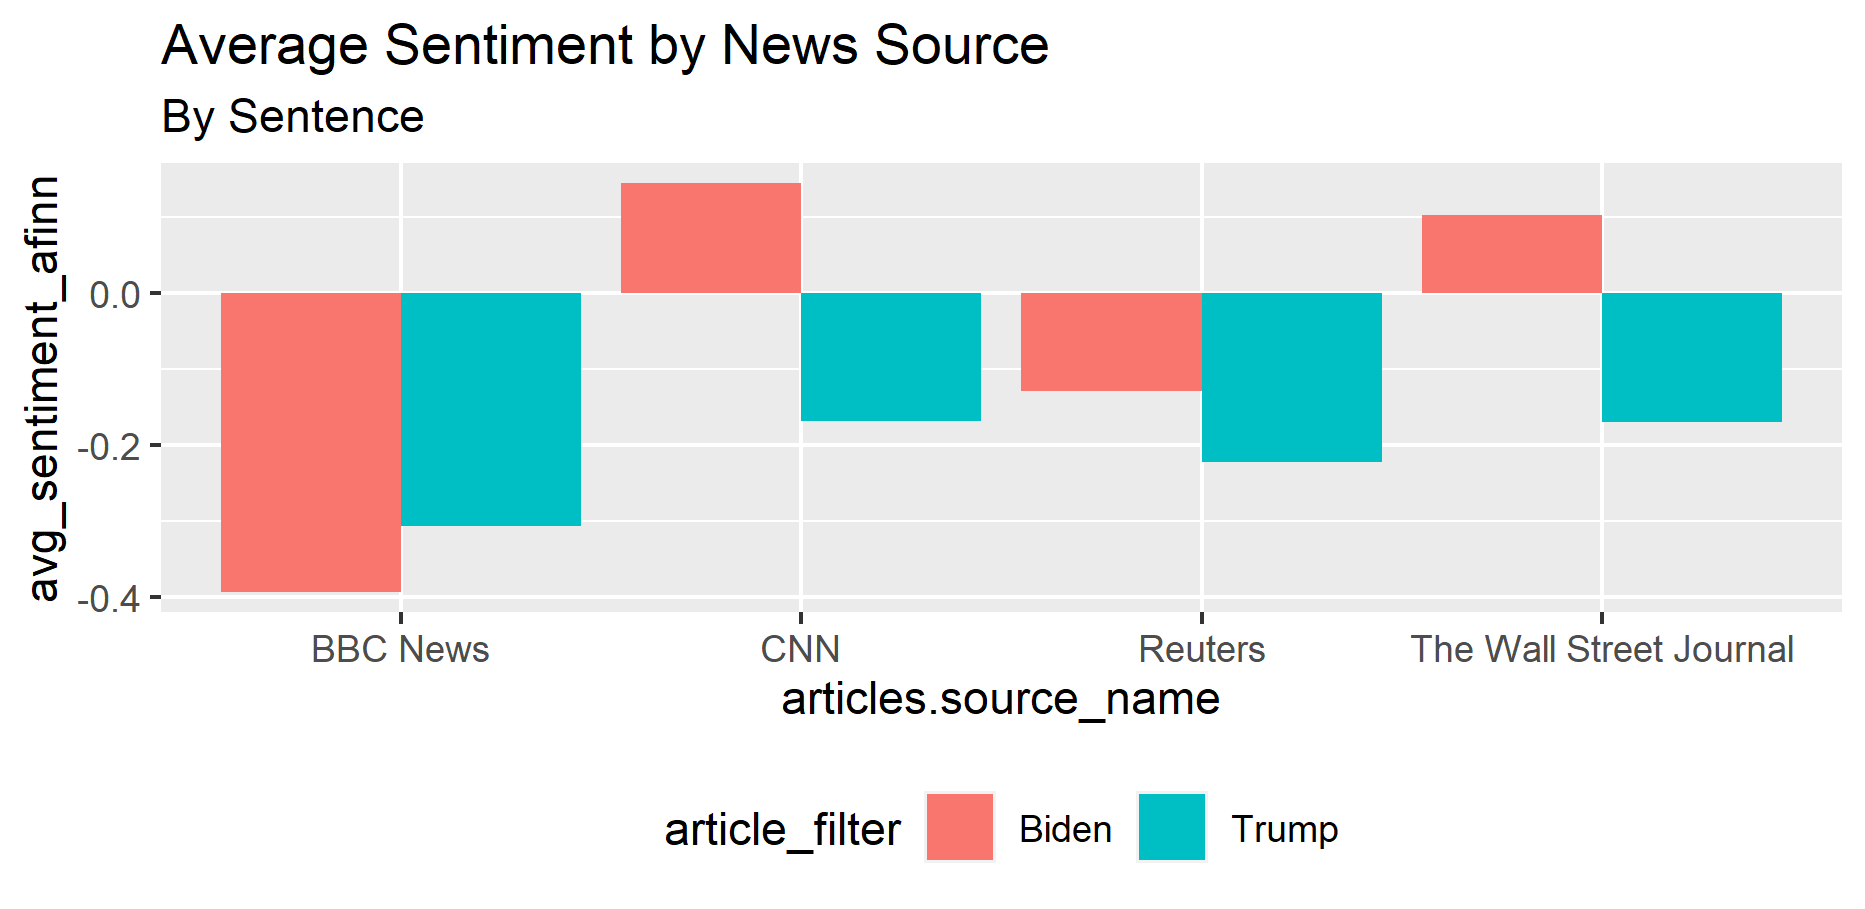 Average Sentiment by News Source
By Sentence
avg_sentiment_afinn
0.0
-0.2
-0.4
BBC News CNN Reuters The Wall Street Journal
articles.source_name
article_filter Biden Trump